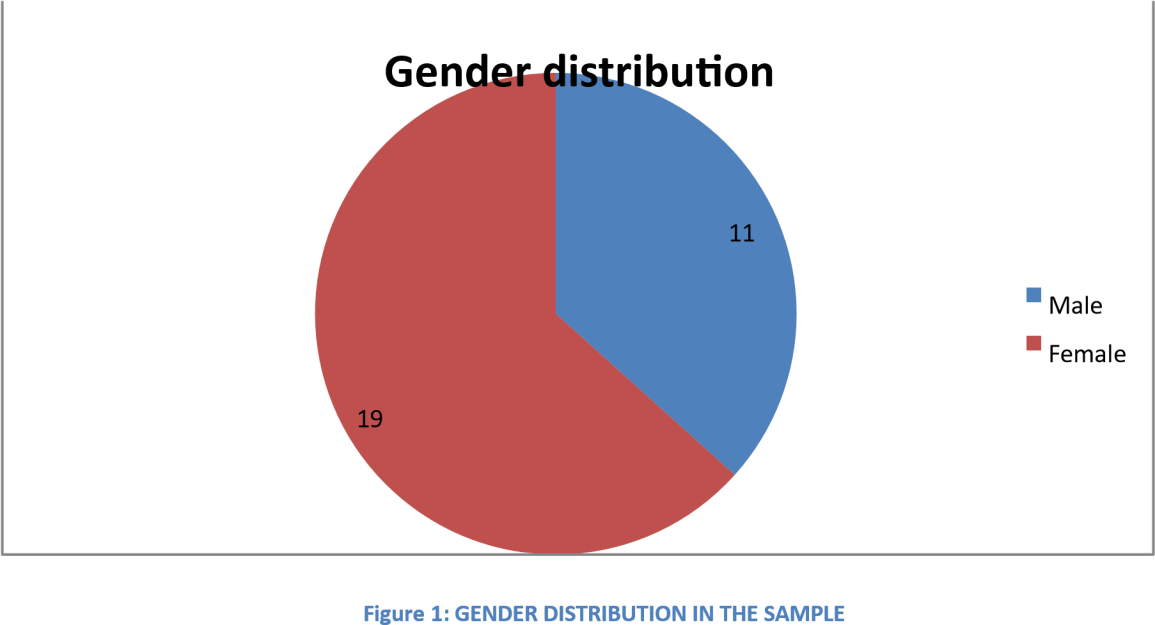 Gender distribution
11
Male
Female
19
Figure 1: GENDER DISTRIBUTION IN THE SAMPLE